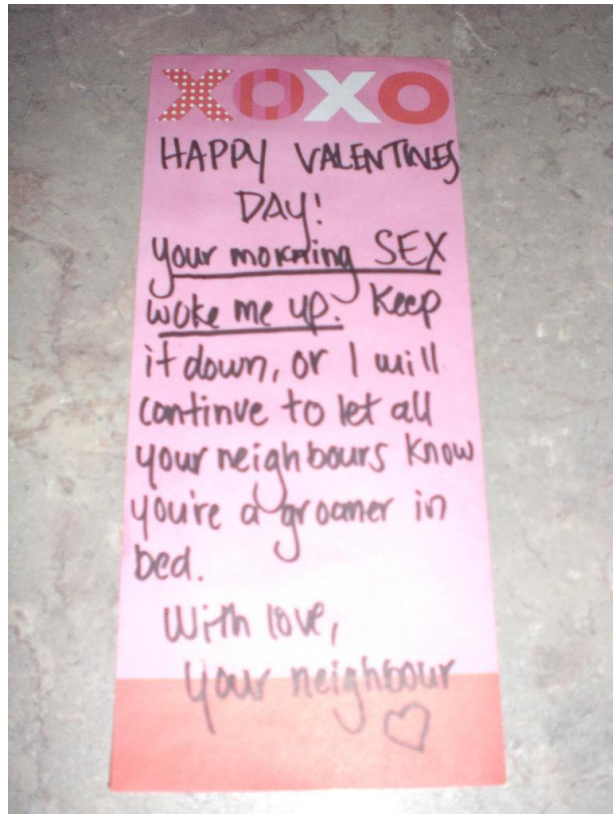 XOXO
HAPPY VALENTINES
DAY!
your morning SEX
woke me up. Keep
it down, or I will
continue to let all
your neighbours know
you're a groaner in
bed.
With love,
Your neighbour